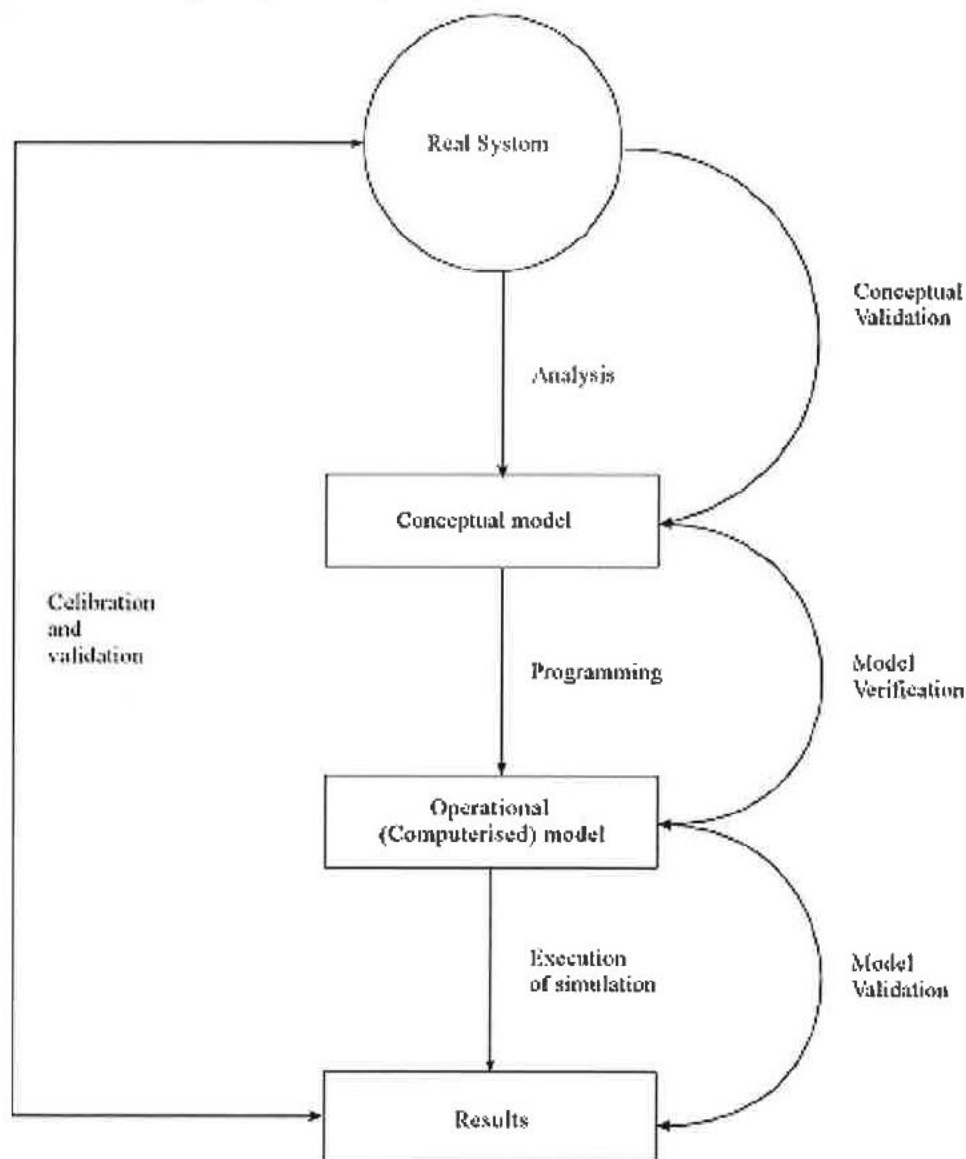 Real Systom
Conceptual
Validation
Analysis
Conceptual model
Celibration
and
validation
Programming
Model
Verification
Operational
(Computerised) model
Execution
of simulation
Model
Validation
Results